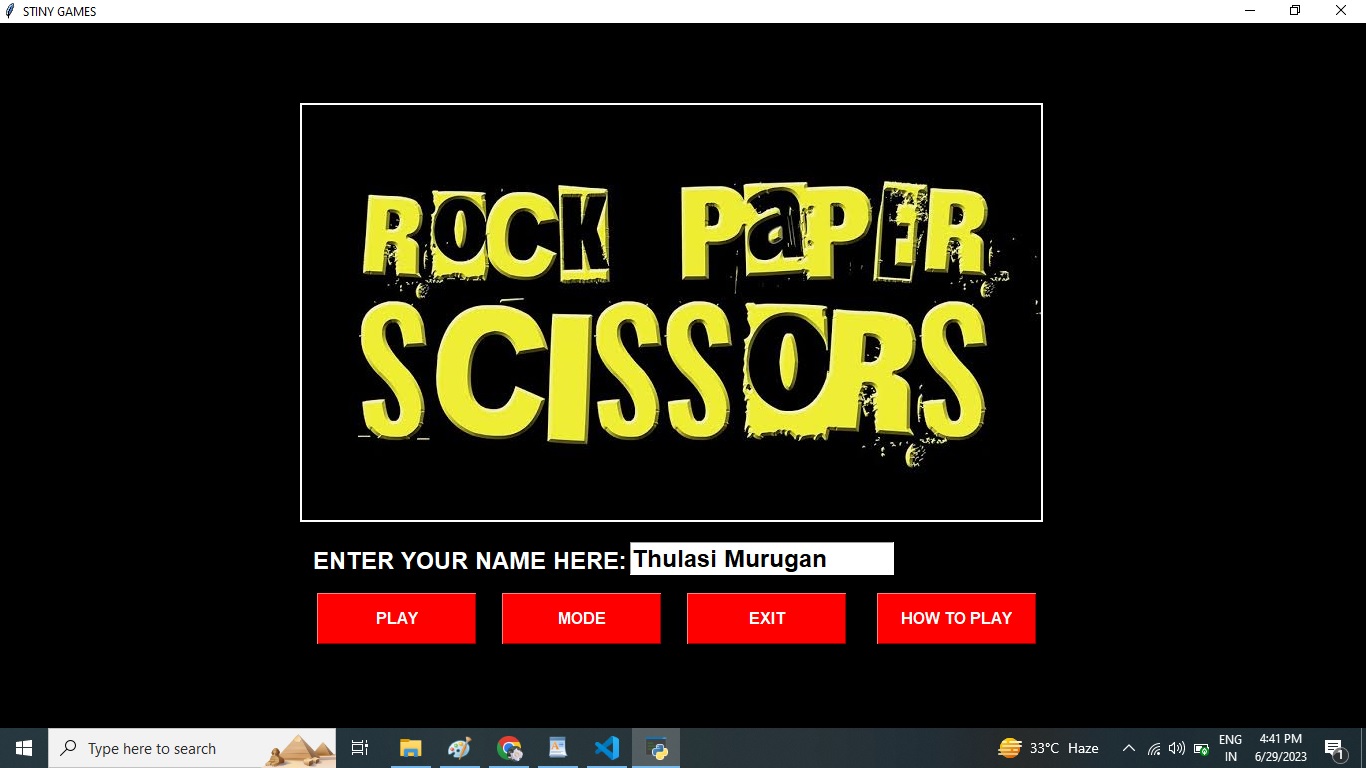 STINY GAMES
ROCK PaPER
SCISSORS
ENTER YOUR NAME HERE: Thulasi Murugan
PLAY MODE EXIT HOW TO PLAY
Type here to search 33°C Haze ENG IN 4:41 PM 6/29/2023 1